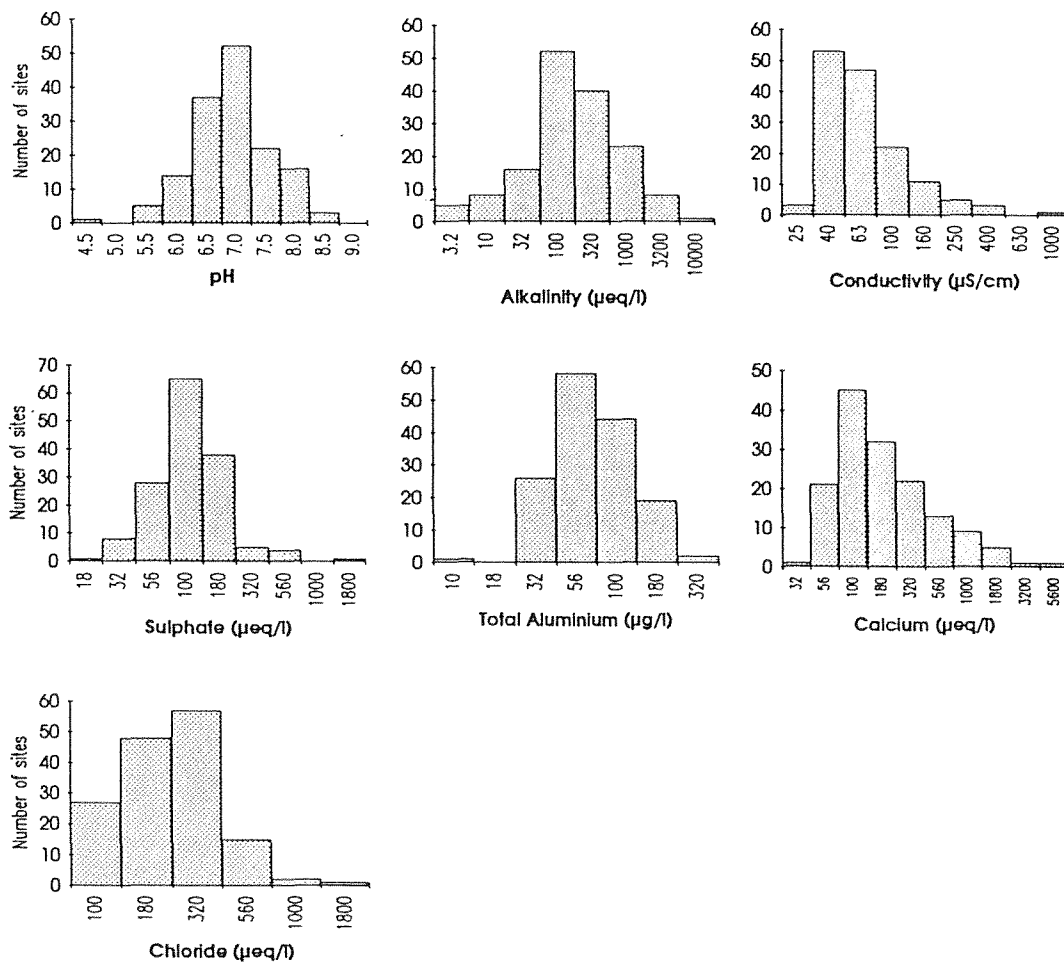 Number of sites
60
50
40
30
20
10
0
4.5 5.0 5.5 6.0 6.5 7.0 7.5 8.0 8.5 9.0
pH
60
50
40
30
20
10
0
3.2 10 32 100 320 1000 3200 10000
Alkalinity (µeq/l)
60
50
40
30
20
10
0
25 40 63 100 160 250 400 630 1000
Conductivity (µS/cm)
Number of sites
70
60
50
40
30
20
10
0
18 32 56 100 180 320 560 1000 1800
Sulphate (µeq/l)
60
50
40
30
20
10
0
10 18 32 56 100 180 320
Total Aluminium (µg/l)
50
40
30
20
10
0
32 56 100 180 320 560 1000 1800 3200 5600
Calcium (µeq/l)
Number of sites
60
50
40
30
20
10
0
100 180 320 560 1000 1800
Chloride (µeq/l)